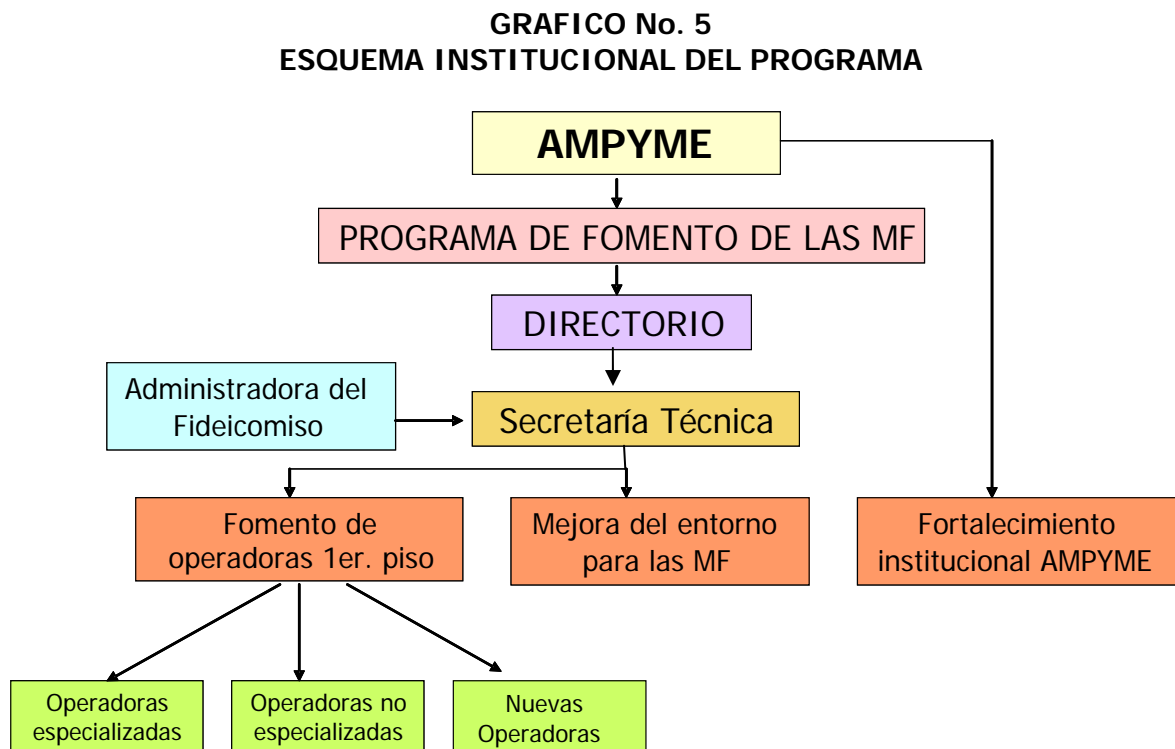 GRAFICO No. 5
ESQUEMA INSTITUCIONAL DEL PROGRAMA
AMPYME
PROGRAMA DE FOMENTO DE LAS MF
DIRECTORIO
Administradora del
Fideicomiso
Secretaría Técnica
Fomento de
operadoras 1er. piso
Mejora del entorno
para las MF
Fortalecimiento
institucional AMPYME
Operadoras
especializadas
Operadoras no
especializadas
Nuevas
Operadoras